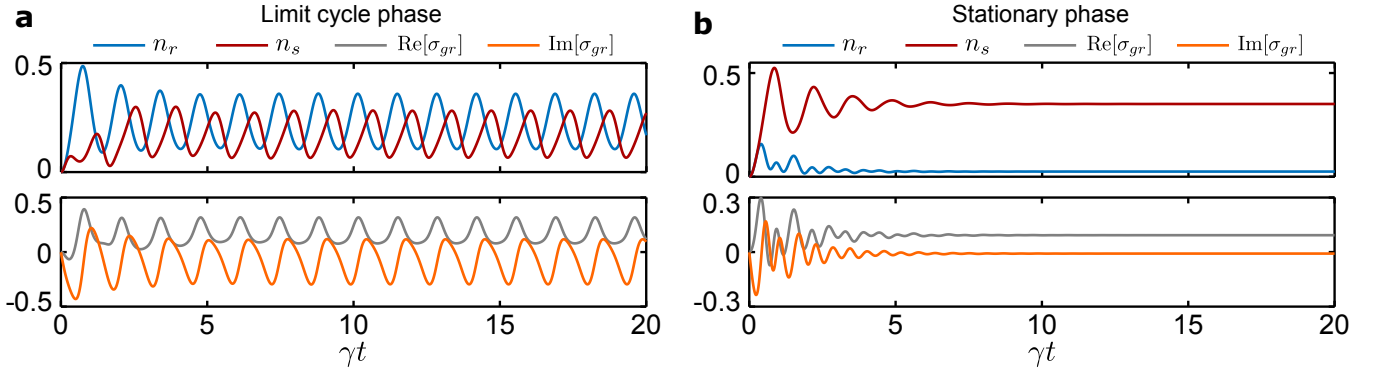 a
Limit cycle phase
n_r n_s Re[σ_gr] Im[σ_gr]
0.5
0
0.5
0
-0.5
0 5 10 15 20
γt
b
Stationary phase
n_r n_s Re[σ_gr] Im[σ_gr]
0.5
0
0.3
0
-0.3
0 5 10 15 20
γt